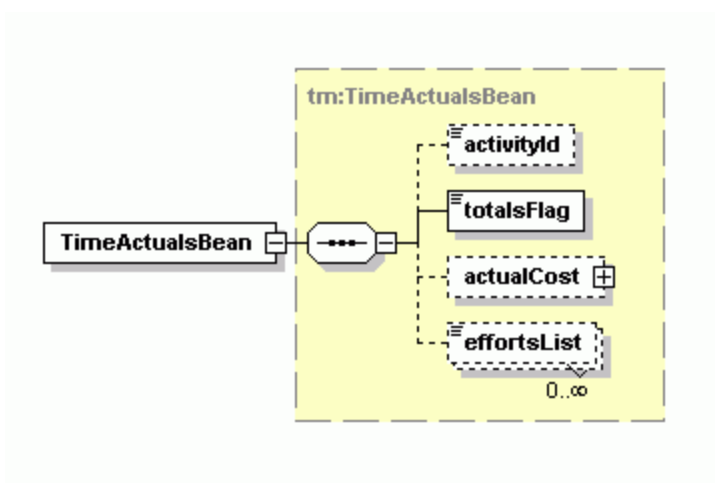 tm:TimeActualsBean
activityId
totalsFlag
TimeActualsBean
actualCost
effortsList
0..∞